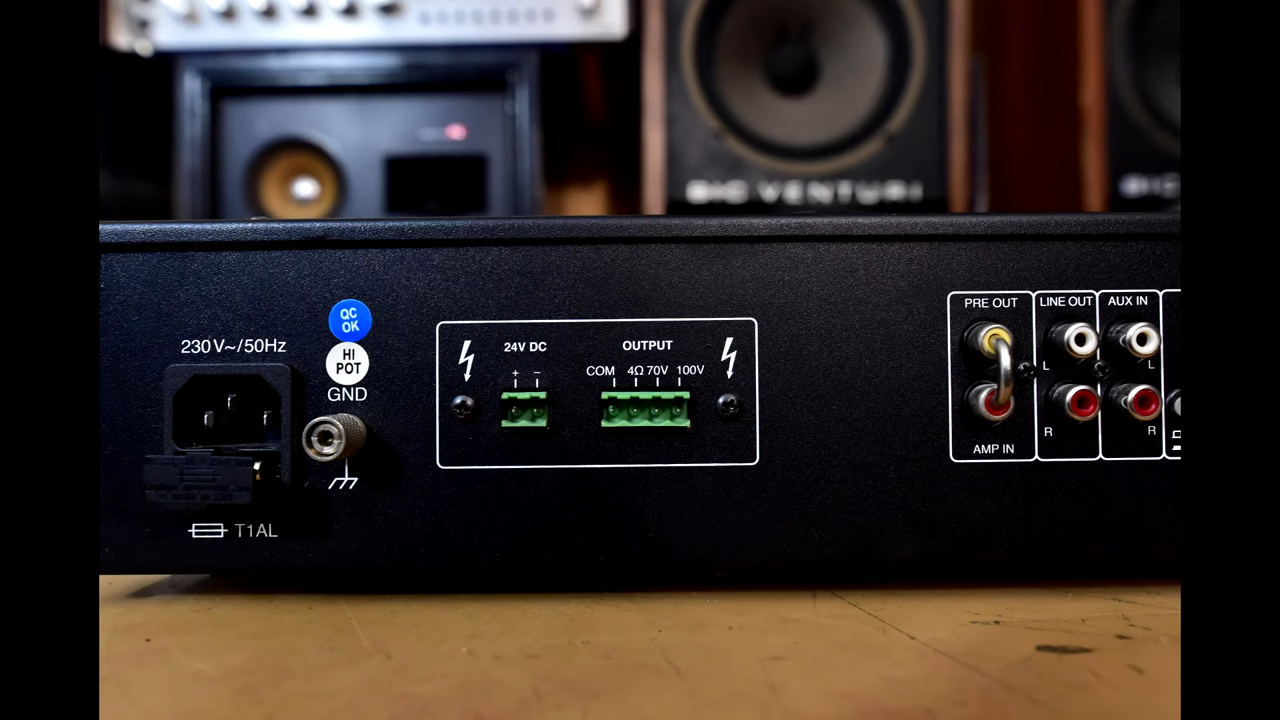 BIC VENTURI
BIC
QC
OK
230V~/50Hz
HI
POT
GND
T1AL
24V DC
+ −
OUTPUT
COM 4Ω 70V 100V
PRE OUT
AMP IN
LINE OUT
L
R
AUX IN
L
R